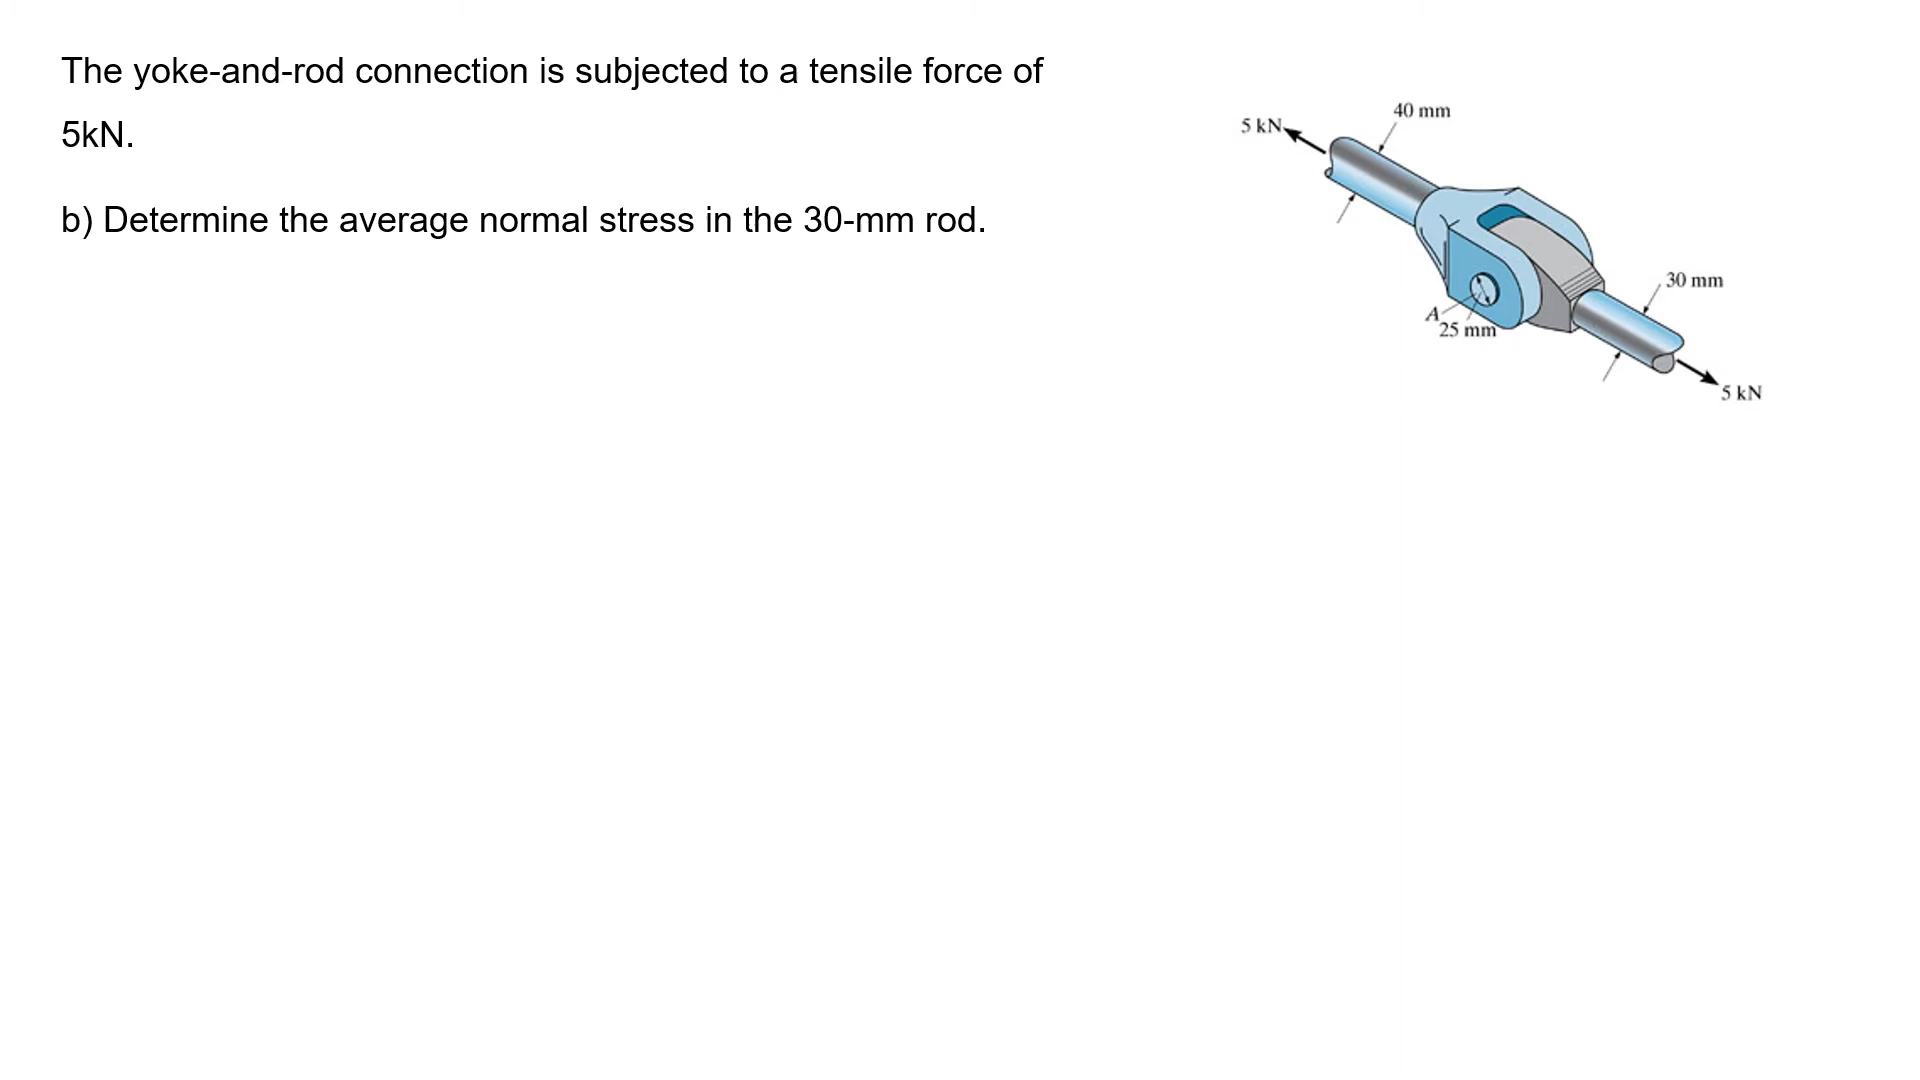 The yoke-and-rod connection is subjected to a tensile force of
5kN.
b) Determine the average normal stress in the 30-mm rod.
40 mm
5 kN
30 mm
A
25 mm
5 kN